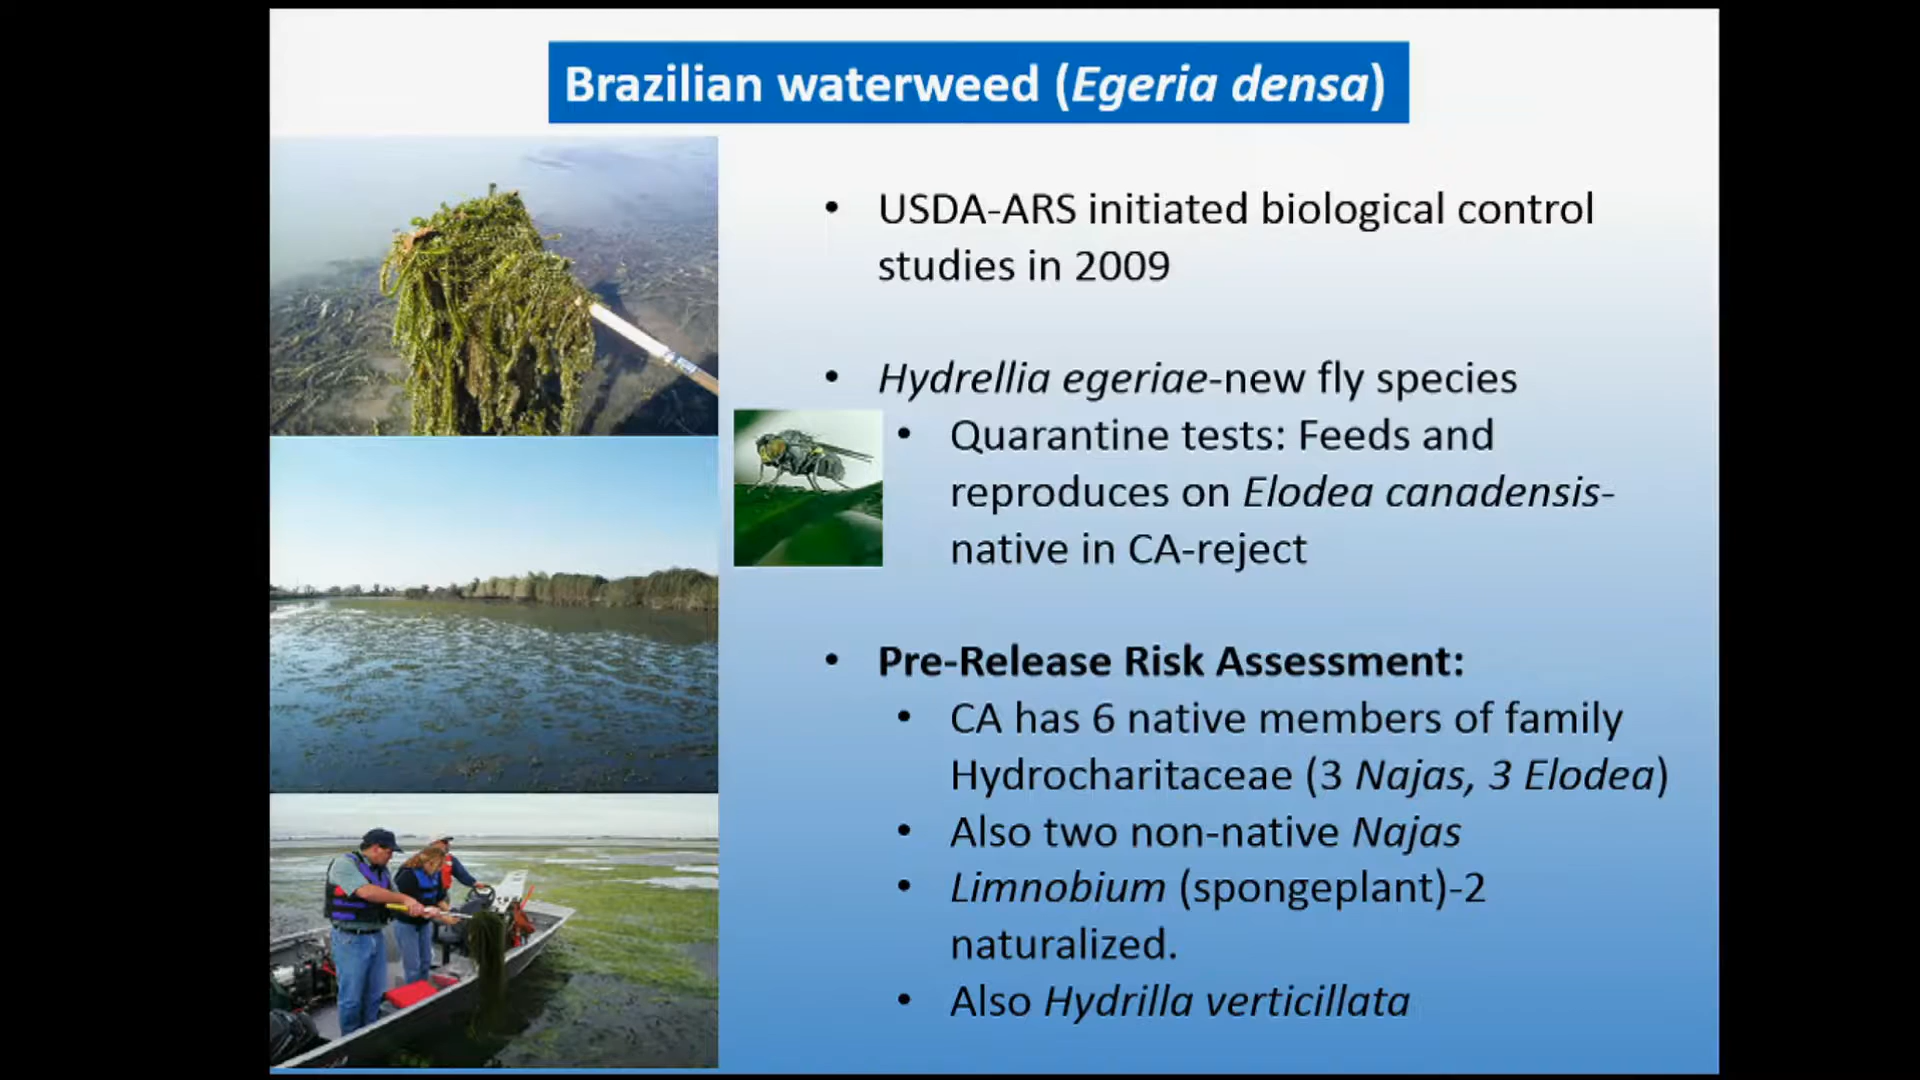 Brazilian waterweed (Egeria densa)
• USDA-ARS initiated biological control
studies in 2009
• Hydrellia egeriae-new fly species
• Quarantine tests: Feeds and
reproduces on Elodea canadensis-
native in CA-reject
• Pre-Release Risk Assessment:
• CA has 6 native members of family
Hydrocharitaceae (3 Najas, 3 Elodea)
• Also two non-native Najas
• Limnobium (spongeplant)-2
naturalized.
• Also Hydrilla verticillata